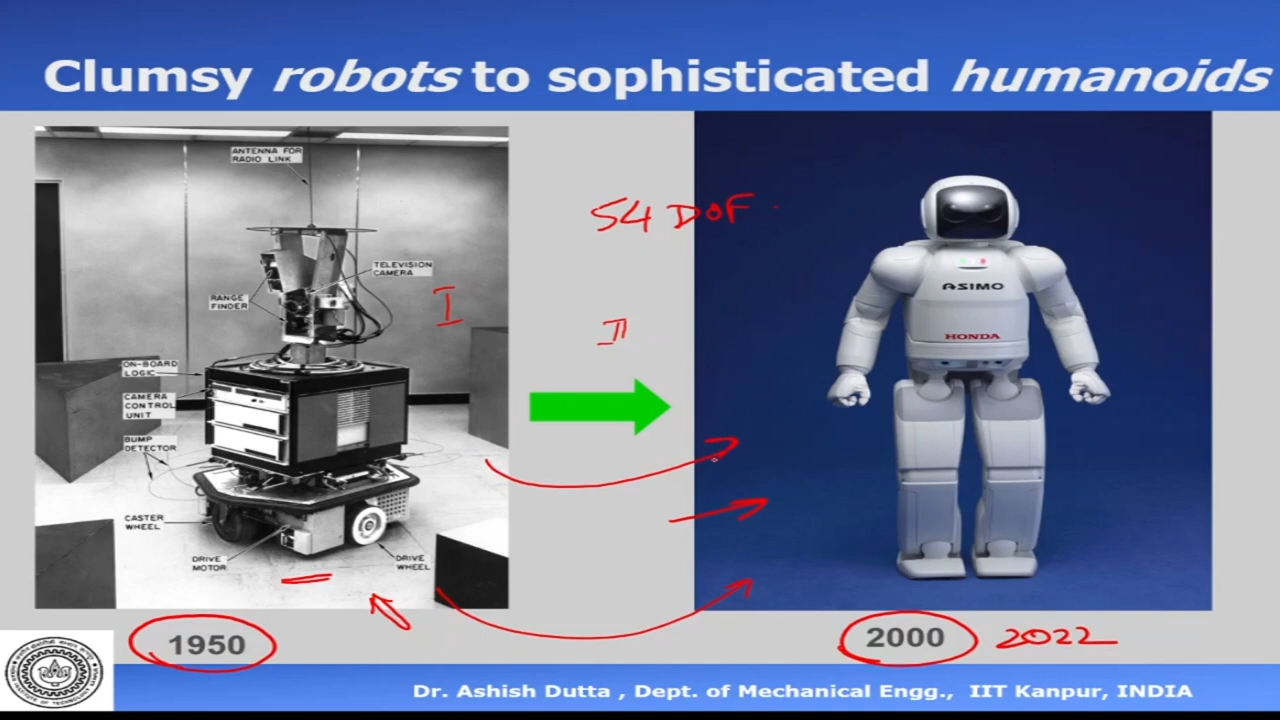 Clumsy robots to sophisticated humanoids
ANTENNA FOR
RADIO LINK
TELEVISION
CAMERA
RANGE
FINDER
ON-BOARD
LOGIC
CAMERA
CONTROL
UNIT
BUMP
DETECTOR
CASTER
WHEEL
DRIVE
MOTOR
DRIVE
WHEEL
I
54 DOF
II
ASIMO
HONDA
1950
2000
2022
Dr. Ashish Dutta , Dept. of Mechanical Engg., IIT Kanpur, INDIA